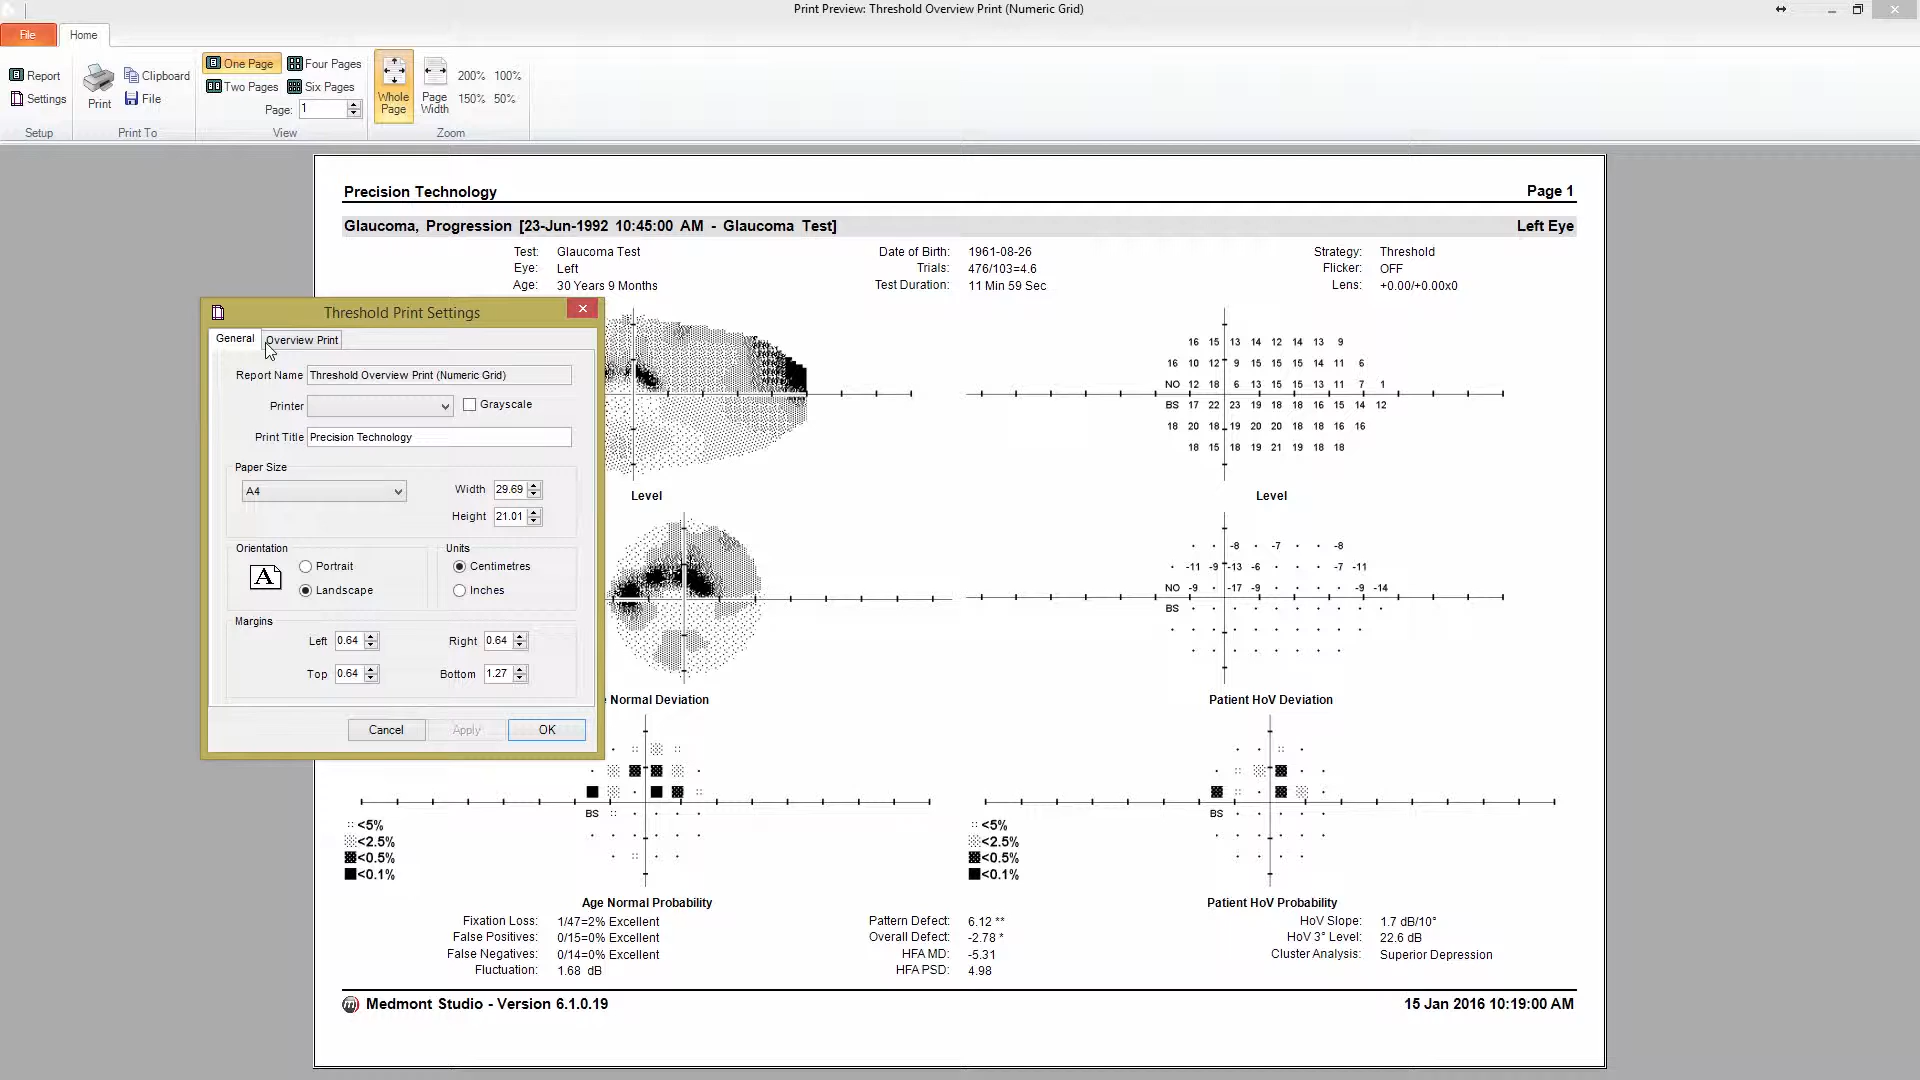 Print Preview: Threshold Overview Print (Numeric Grid)
File Home
Report
Settings
Setup
Print
Clipboard
File
Print To
One Page
Two Pages
Four Pages
Six Pages
Page: 1
View
Whole Page
Page Width
200% 100%
150% 50%
Zoom
Precision Technology Page 1
Glaucoma, Progression [23-Jun-1992 10:45:00 AM - Glaucoma Test] Left Eye
Test: Glaucoma Test Date of Birth: 1961-08-26 Strategy: Threshold
Eye: Left Trials: 476/103=4.6 Flicker: OFF
Age: 30 Years 9 Months Test Duration: 11 Min 59 Sec Lens: +0.00/+0.00x0
Threshold Print Settings
General Overview Print
Report Name Threshold Overview Print (Numeric Grid)
Printer Grayscale
Print Title Precision Technology
Paper Size
A4
Width 29.69
Height 21.01
Orientation
A
Portrait
Landscape
Units
Centimetres
Inches
Margins
Left 0.64 Right 0.64
Top 0.64 Bottom 1.27
Cancel Apply OK
16 15 13 14 12 14 13 9
16 10 12 9 15 15 14 11 6
NO 12 18 6 13 15 15 13 11 7 1
BS 17 22 23 19 18 18 16 15 14 12
18 20 18 19 20 20 18 18 16 16
18 15 18 19 21 19 18 18
Level Level
-8 -7 -8
-11 -9 -13 -6 -7 -11
NO -9 -17 -9 -9 -14
BS
e Normal Deviation Patient HoV Deviation
BS BS
<5% <5%
<2.5% <2.5%
<0.5% <0.5%
<0.1% <0.1%
Age Normal Probability Patient HoV Probability
Fixation Loss: 1/47=2% Excellent Pattern Defect: 6.12 ** HoV Slope: 1.7 dB/10°
False Positives: 0/15=0% Excellent Overall Defect: -2.78 * HoV 3° Level: 22.6 dB
False Negatives: 0/14=0% Excellent HFA MD: -5.31 Cluster Analysis: Superior Depression
Fluctuation: 1.68 dB HFA PSD: 4.98
m Medmont Studio - Version 6.1.0.19 15 Jan 2016 10:19:00 AM